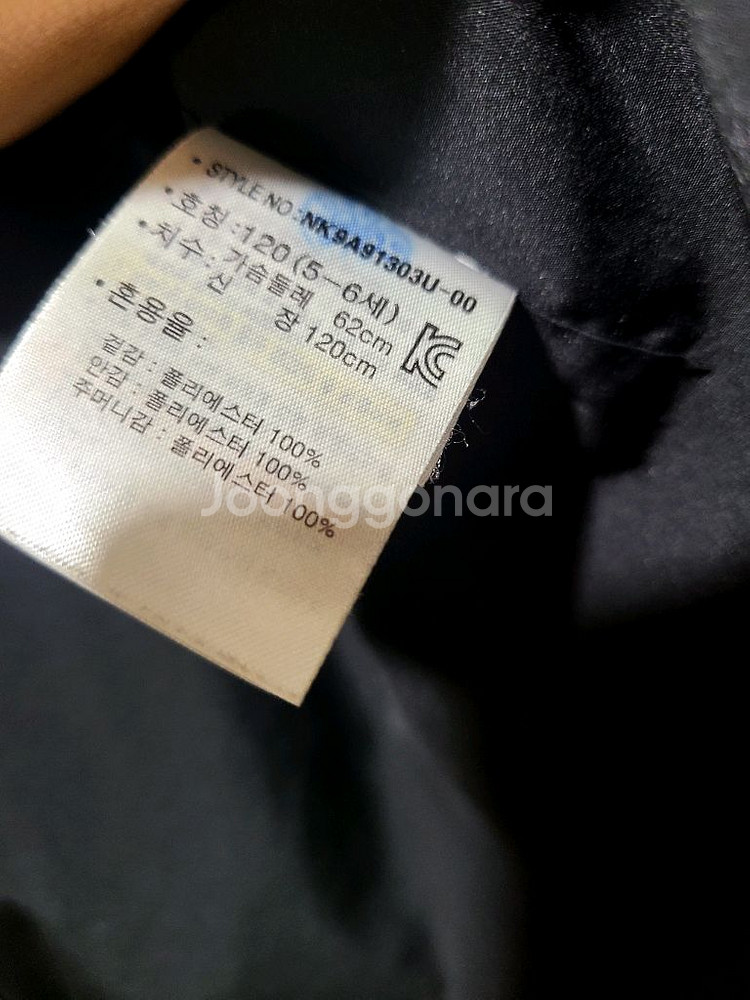 • STYLE NO : NK9A91303U-00
• 호칭 : 120 (5-6세)
• 치수 : 가슴둘레 62cm
신 장 120cm
• 혼용율 :
겉감 : 폴리에스터 100%
안감 : 폴리에스터 100%
주머니감 : 폴리에스터 100%
Joonggonara